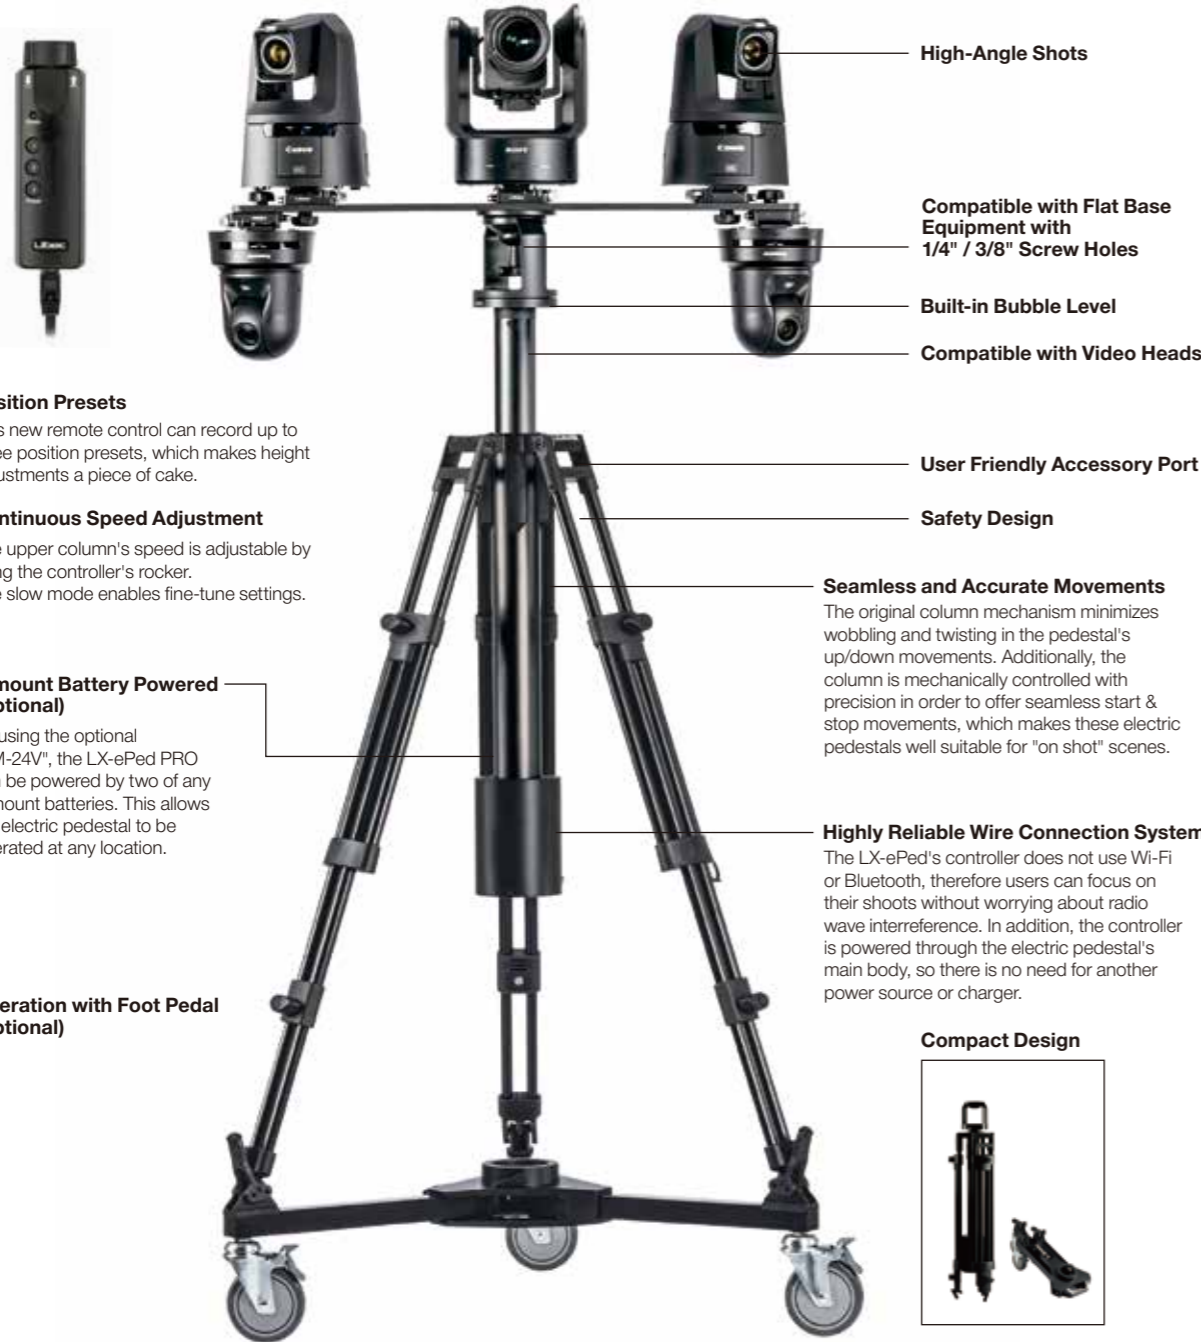 High-Angle Shots
Compatible with Flat Base
Equipment with
1/4" / 3/8" Screw Holes
Built-in Bubble Level
Compatible with Video Heads
User Friendly Accessory Port
Safety Design
sition Presets
s new remote control can record up to
ee position presets, which makes height
ustments a piece of cake.
ntinuous Speed Adjustment
e upper column's speed is adjustable by
ng the controller's rocker.
e slow mode enables fine-tune settings.
mount Battery Powered
ptional)
using the optional
M-24V", the LX-ePed PRO
n be powered by two of any
mount batteries. This allows
electric pedestal to be
erated at any location.
eration with Foot Pedal
ptional)
Seamless and Accurate Movements
The original column mechanism minimizes
wobbling and twisting in the pedestal's
up/down movements. Additionally, the
column is mechanically controlled with
precision in order to offer seamless start &
stop movements, which makes these electric
pedestals well suitable for "on shot" scenes.
Highly Reliable Wire Connection System
The LX-ePed's controller does not use Wi-Fi
or Bluetooth, therefore users can focus on
their shoots without worrying about radio
wave interreference. In addition, the controller
is powered through the electric pedestal's
main body, so there is no need for another
power source or charger.
Compact Design
Libec
Canon
SONY
Canon